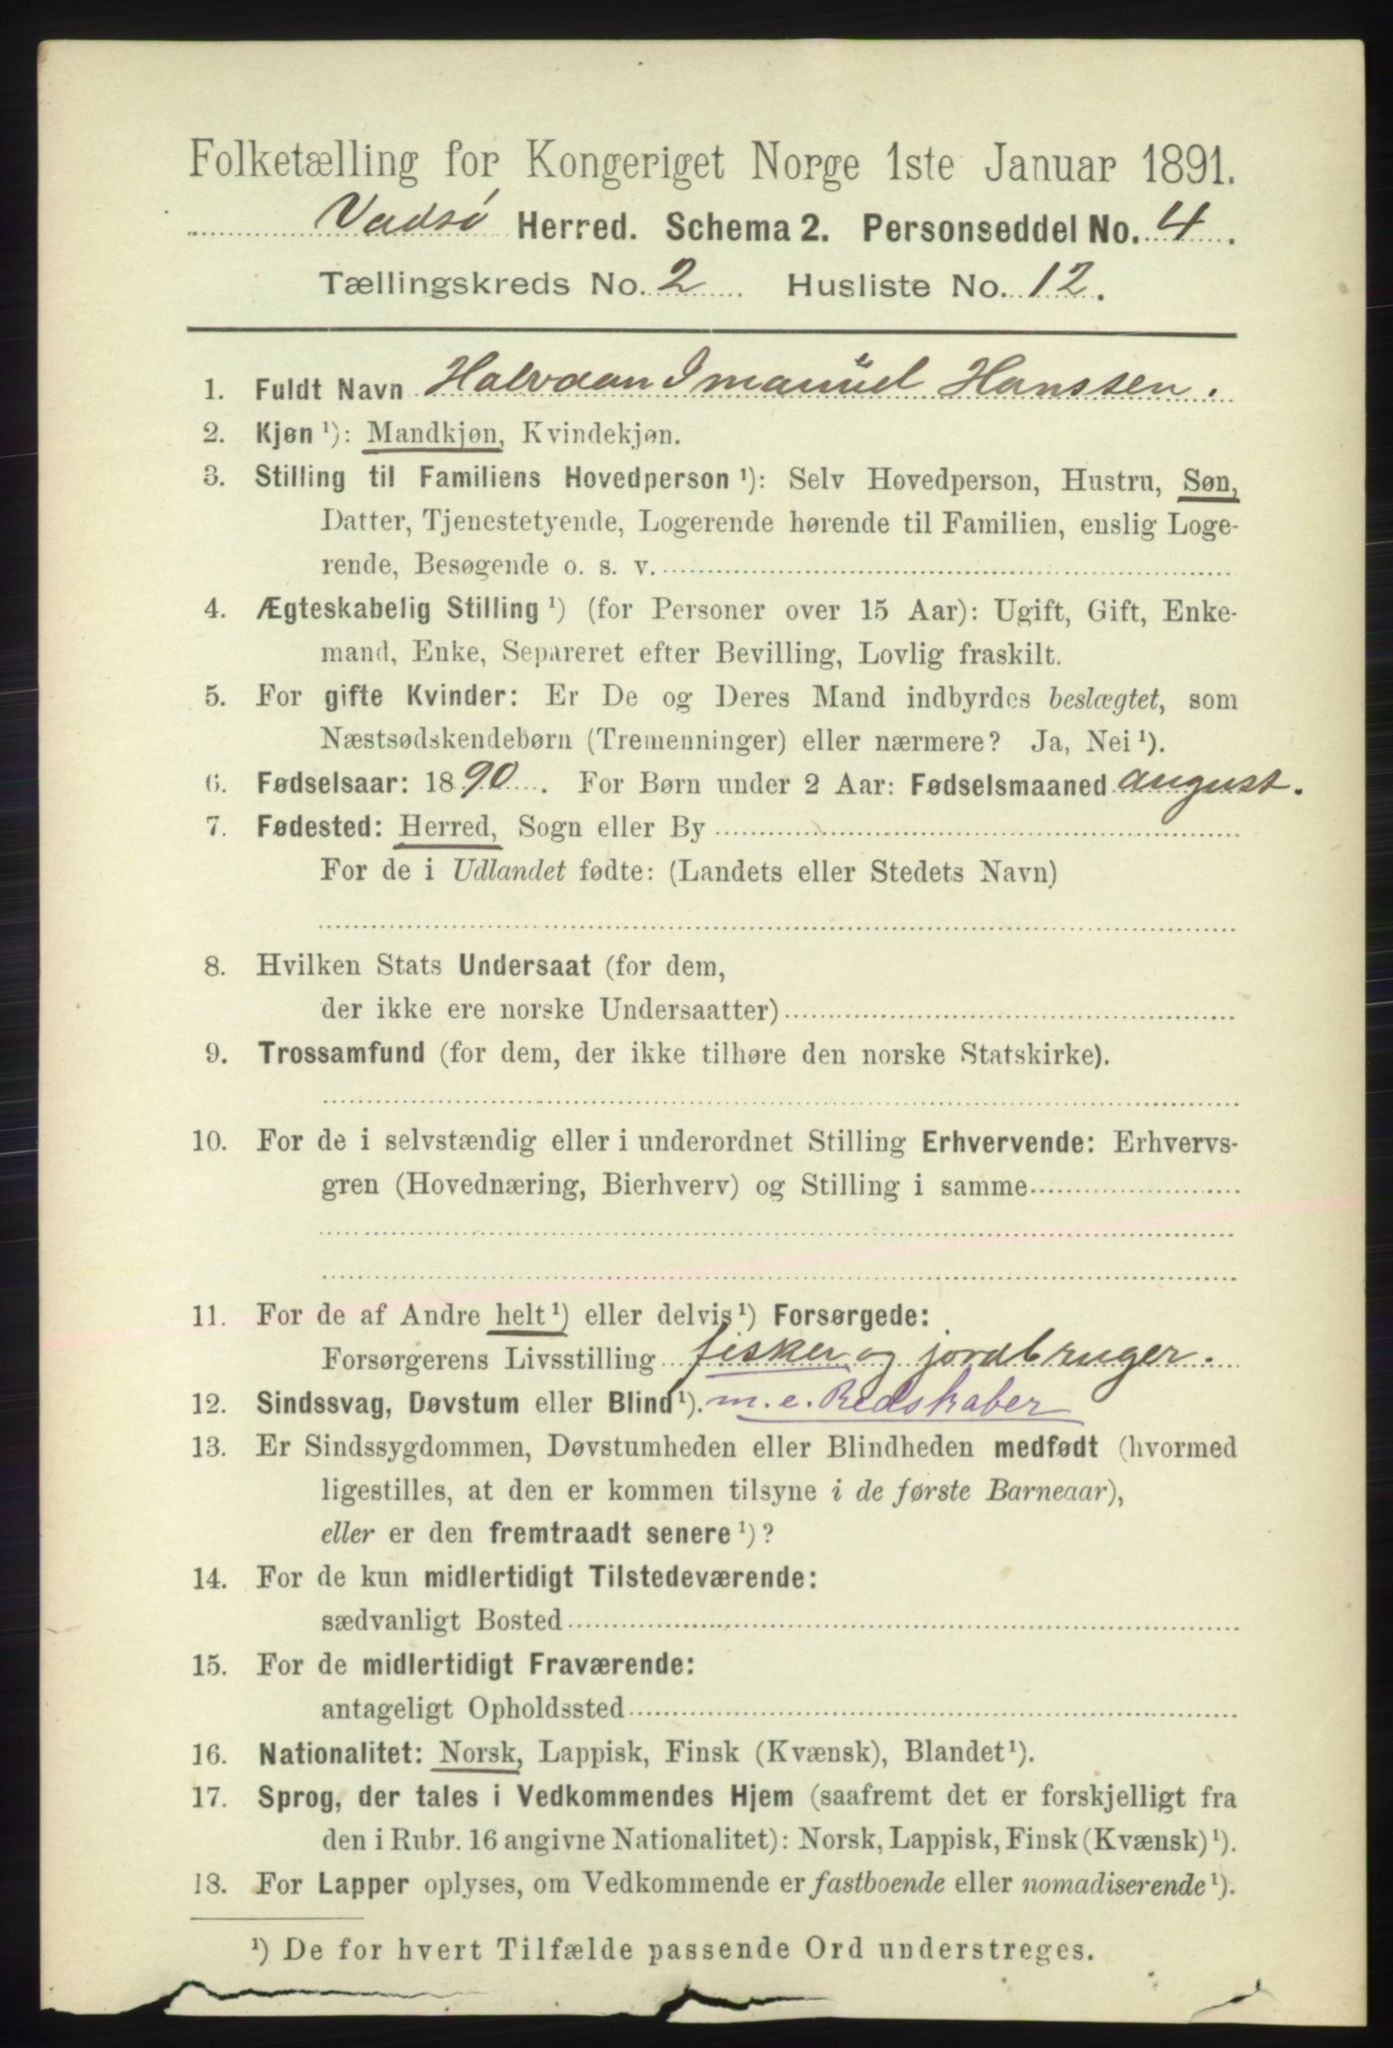 Folketælling for Kongeriget Norge 1ste Januar 1891.
Vadsø Herred. Schema 2. Personseddel No. 4.
Tællingskreds No. 2 Husliste No. 12.
1. Fuldt Navn Halvdan Imanuel Hanssen.
2. Kjøn ¹): Mandkjøn, Kvindekjøn.
3. Stilling til Familiens Hovedperson ¹): Selv Hovedperson, Hustru, Søn,
Datter, Tjenestetyende, Logerende hørende til Familien, enslig Loge-
rende, Besøgende o. s. v.
4. Ægteskabelig Stilling ¹) (for Personer over 15 Aar): Ugift, Gift, Enke-
mand, Enke, Separeret efter Bevilling, Lovlig fraskilt.
5. For gifte Kvinder: Er De og Deres Mand indbyrdes beslægtet, som
Næstsødskendebørn (Tremenninger) eller nærmere? Ja, Nei ¹).
6. Fødselsaar: 1890. For Børn under 2 Aar: Fødselsmaaned august.
7. Fødested: Herred, Sogn eller By
For de i Udlandet fødte: (Landets eller Stedets Navn)
8. Hvilken Stats Undersaat (for dem,
der ikke ere norske Undersaatter)
9. Trossamfund (for dem, der ikke tilhøre den norske Statskirke).
10. For de i selvstændig eller i underordnet Stilling Erhvervende: Erhvervs-
gren (Hovednæring, Bierhverv) og Stilling i samme
11. For de af Andre helt ¹) eller delvis ¹) Forsørgede:
Forsørgerens Livsstilling fisker og jordbruger.
12. Sindssvag, Døvstum eller Blind ¹). m. e. Redskaber
13. Er Sindssygdommen, Døvstumheden eller Blindheden medfødt (hvormed
ligestilles, at den er kommen tilsyne i de første Barneaar),
eller er den fremtraadt senere ¹)?
14. For de kun midlertidigt Tilstedeværende:
sædvanligt Bosted
15. For de midlertidigt Fraværende:
antageligt Opholdssted
16. Nationalitet: Norsk, Lappisk, Finsk (Kvænsk), Blandet ¹).
17. Sprog, der tales i Vedkommendes Hjem (saafremt det er forskjelligt fra
den i Rubr. 16 angivne Nationalitet): Norsk, Lappisk, Finsk (Kvænsk) ¹).
18. For Lapper oplyses, om Vedkommende er fastboende eller nomadiserende ¹).
¹) De for hvert Tilfælde passende Ord understreges.